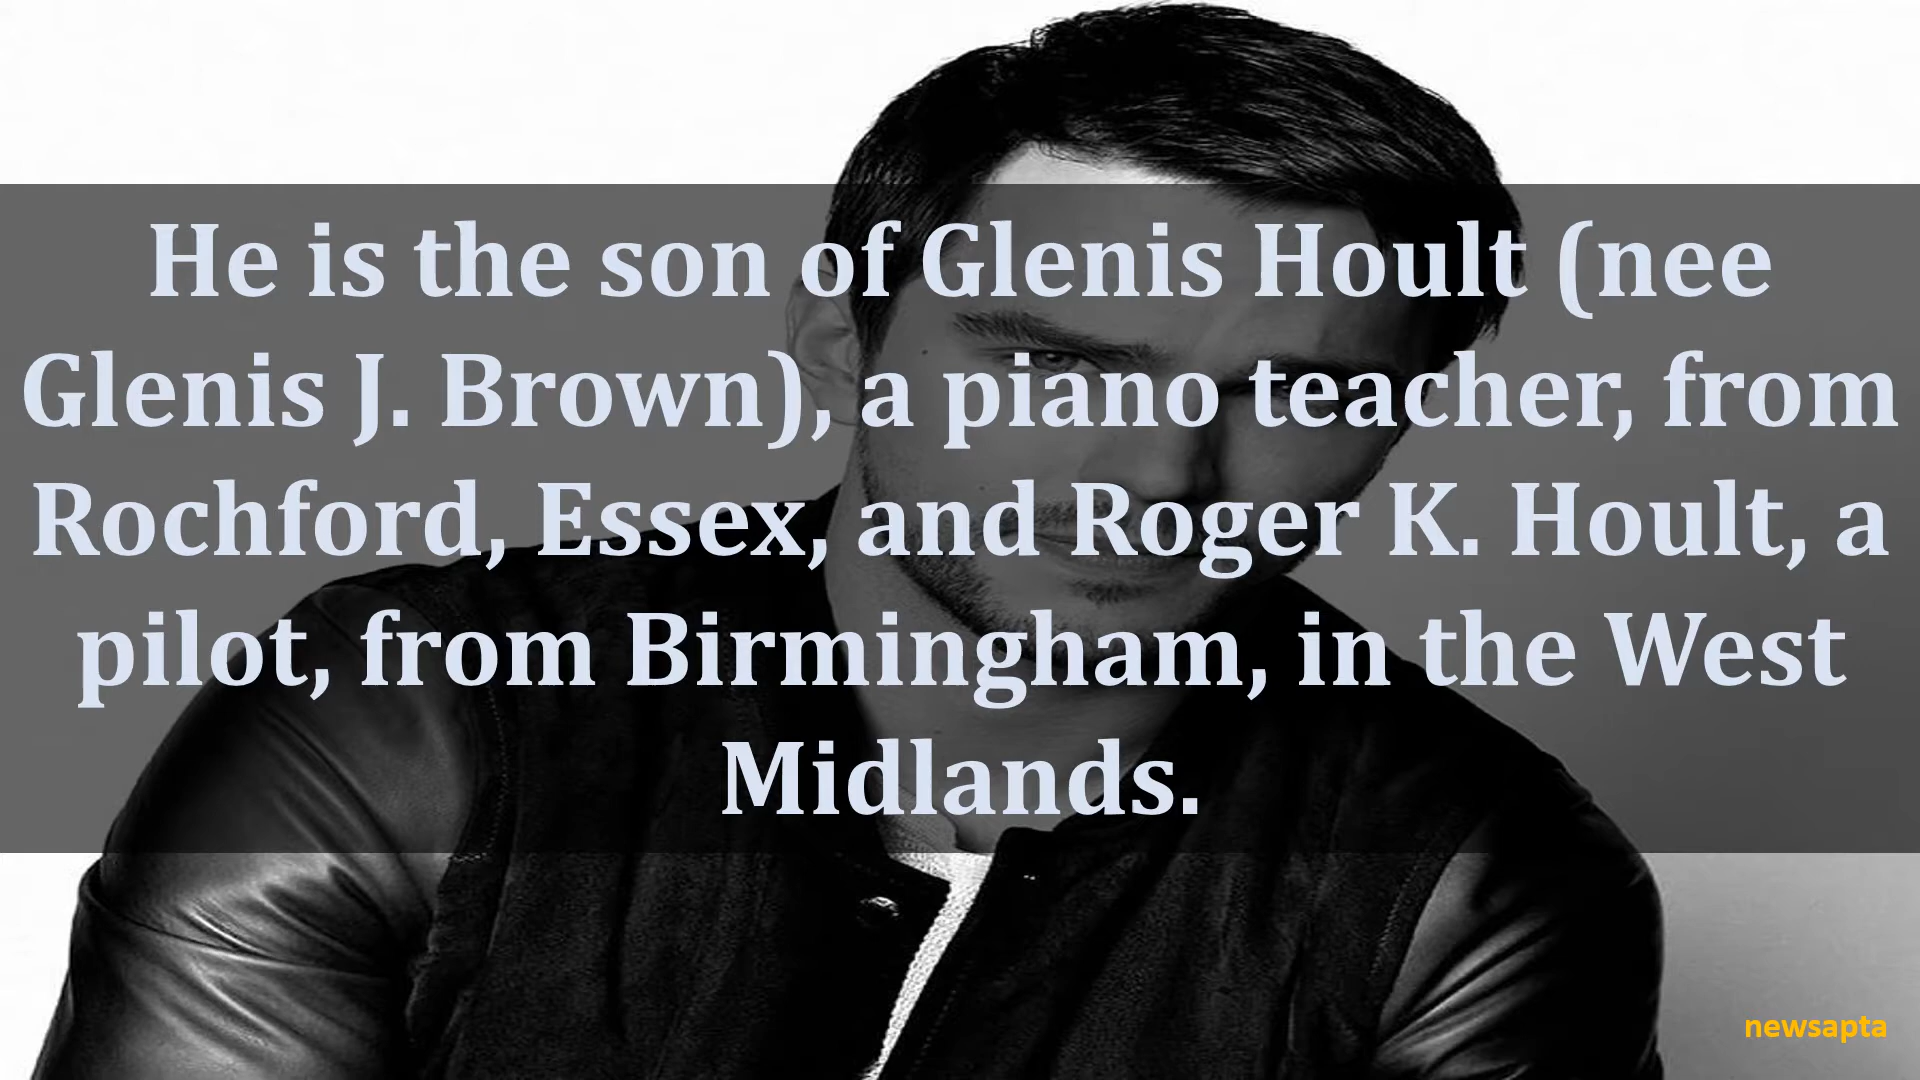 He is the son of Glenis Hoult (nee
Glenis J. Brown), a piano teacher, from
Rochford, Essex, and Roger K. Hoult, a
pilot, from Birmingham, in the West
Midlands.
newsapta